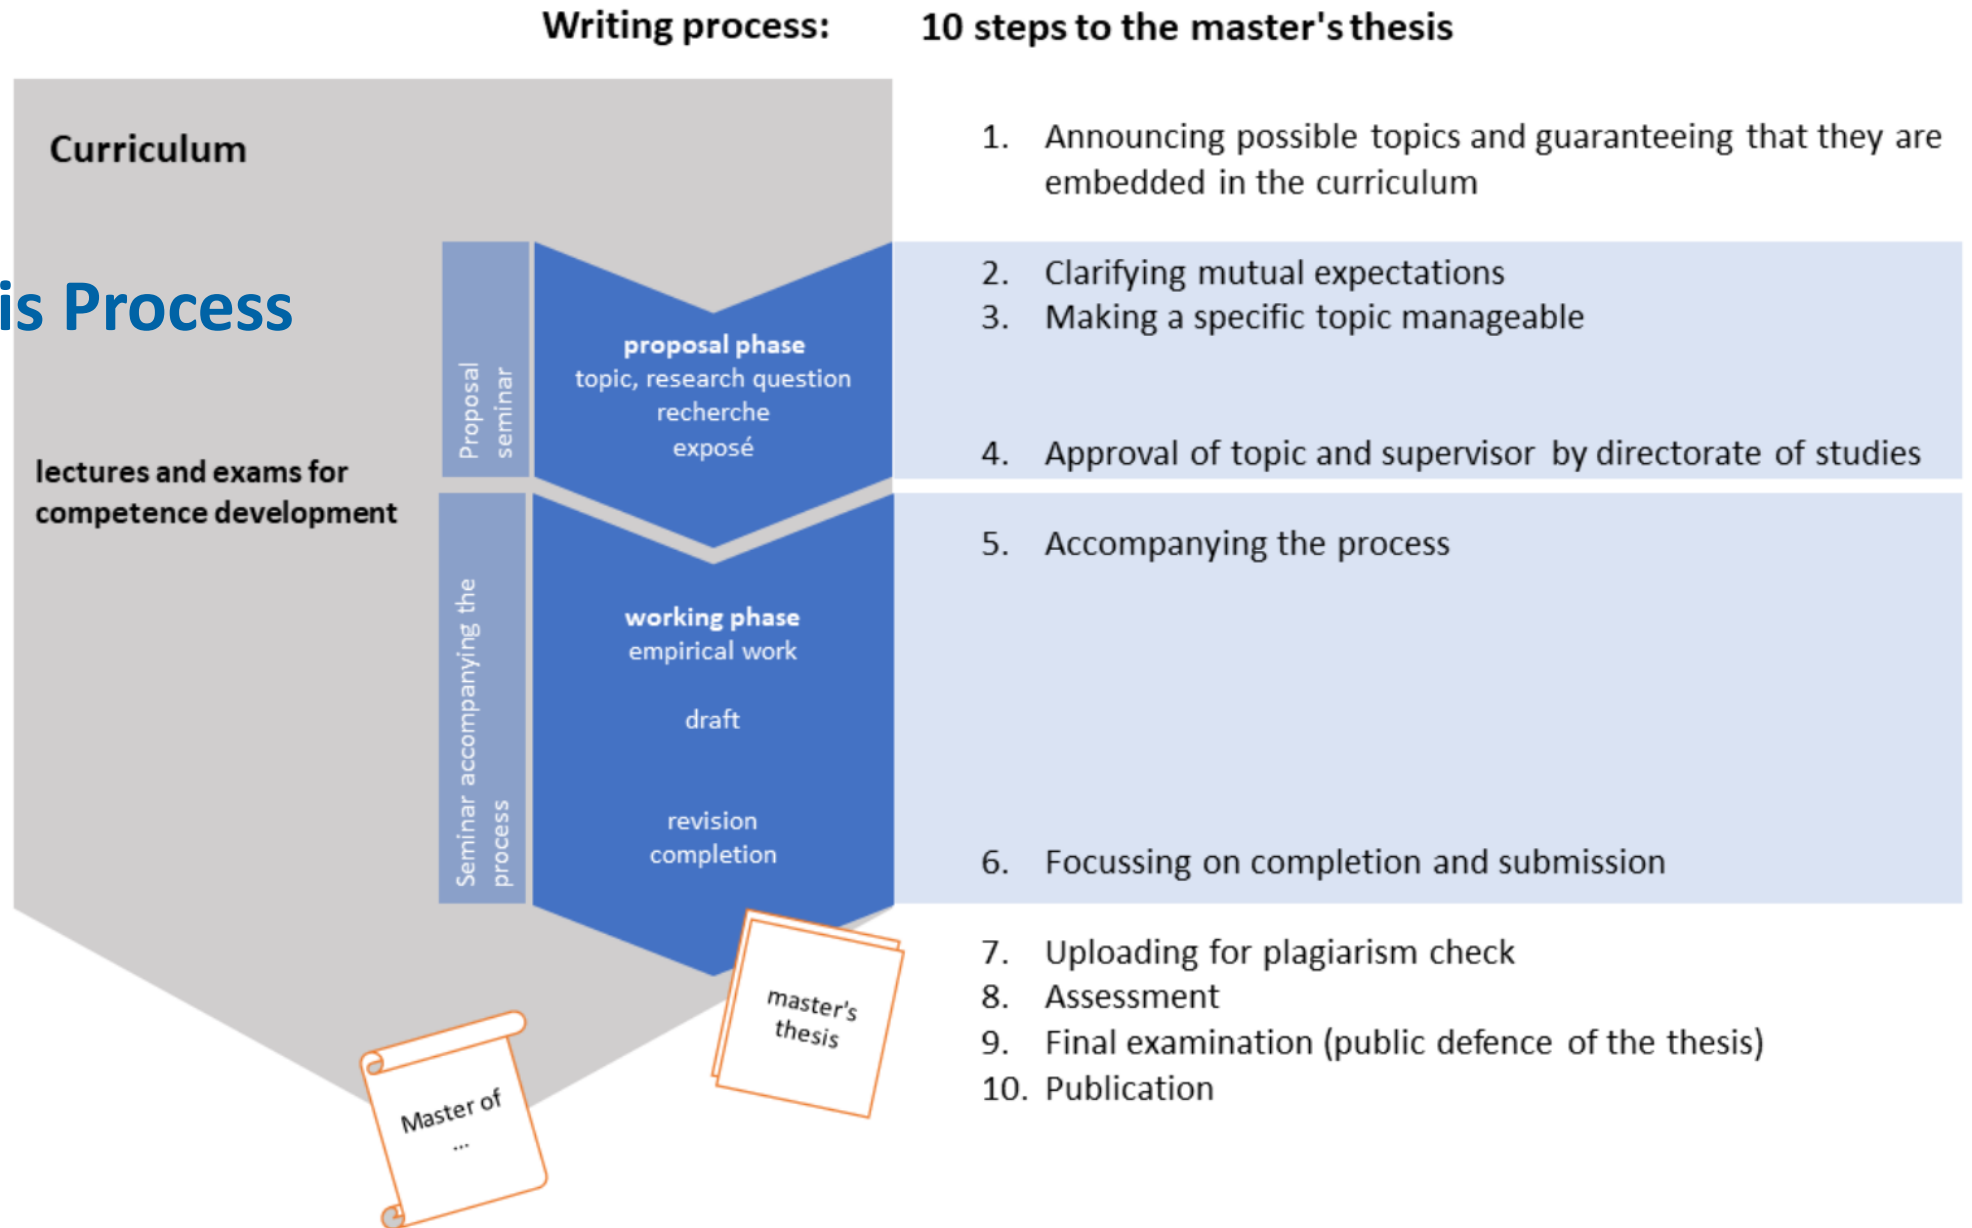 Writing process:
10 steps to the master's thesis
Curriculum
is Process
lectures and exams for
competence development
Proposal
seminar
proposal phase
topic, research question
recherche
exposé
Seminar accompanying the
process
working phase
empirical work
draft
revision
completion
master's
thesis
Master of
...
1. Announcing possible topics and guaranteeing that they are
embedded in the curriculum
2. Clarifying mutual expectations
3. Making a specific topic manageable
4. Approval of topic and supervisor by directorate of studies
5. Accompanying the process
6. Focussing on completion and submission
7. Uploading for plagiarism check
8. Assessment
9. Final examination (public defence of the thesis)
10. Publication